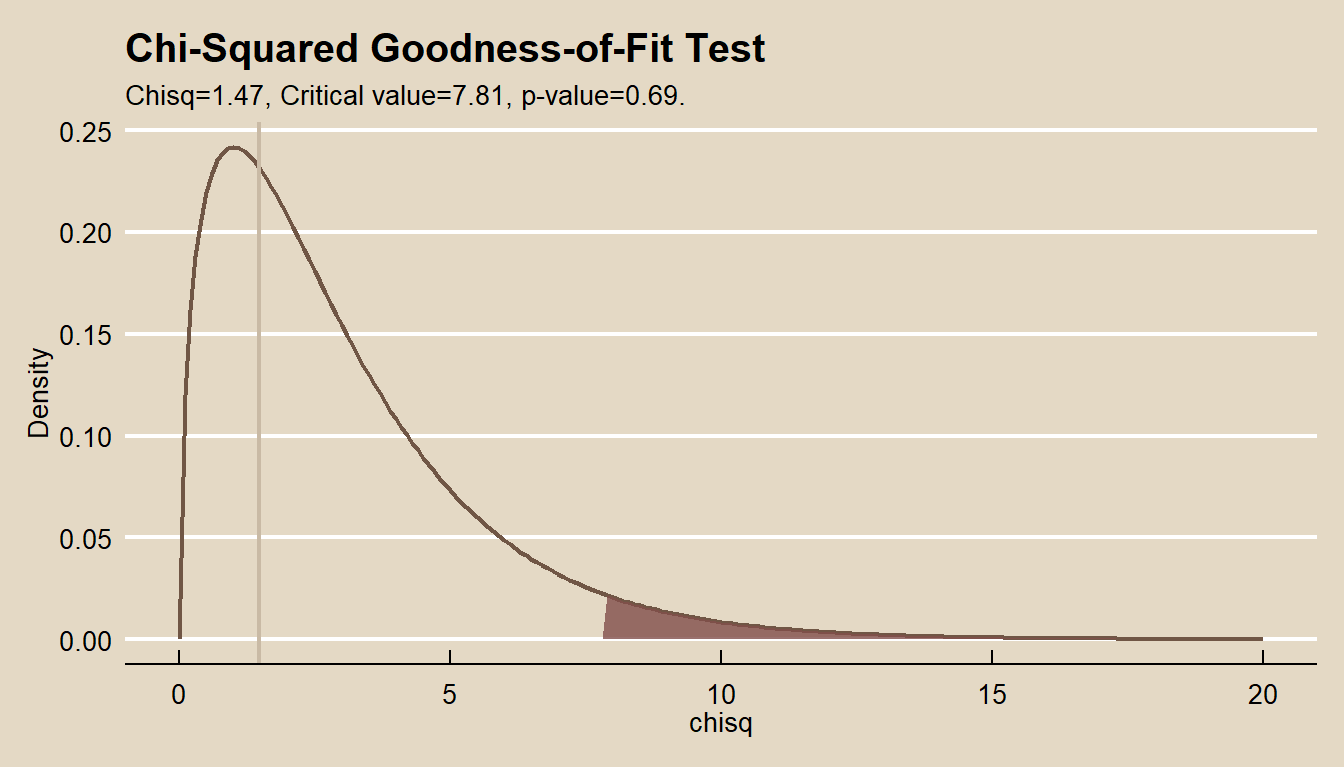 Chi-Squared Goodness-of-Fit Test
Chisq=1.47, Critical value=7.81, p-value=0.69.
0.25
0.20
0.15
0.10
0.05
0.00
Density
0 5 10 15 20
chisq